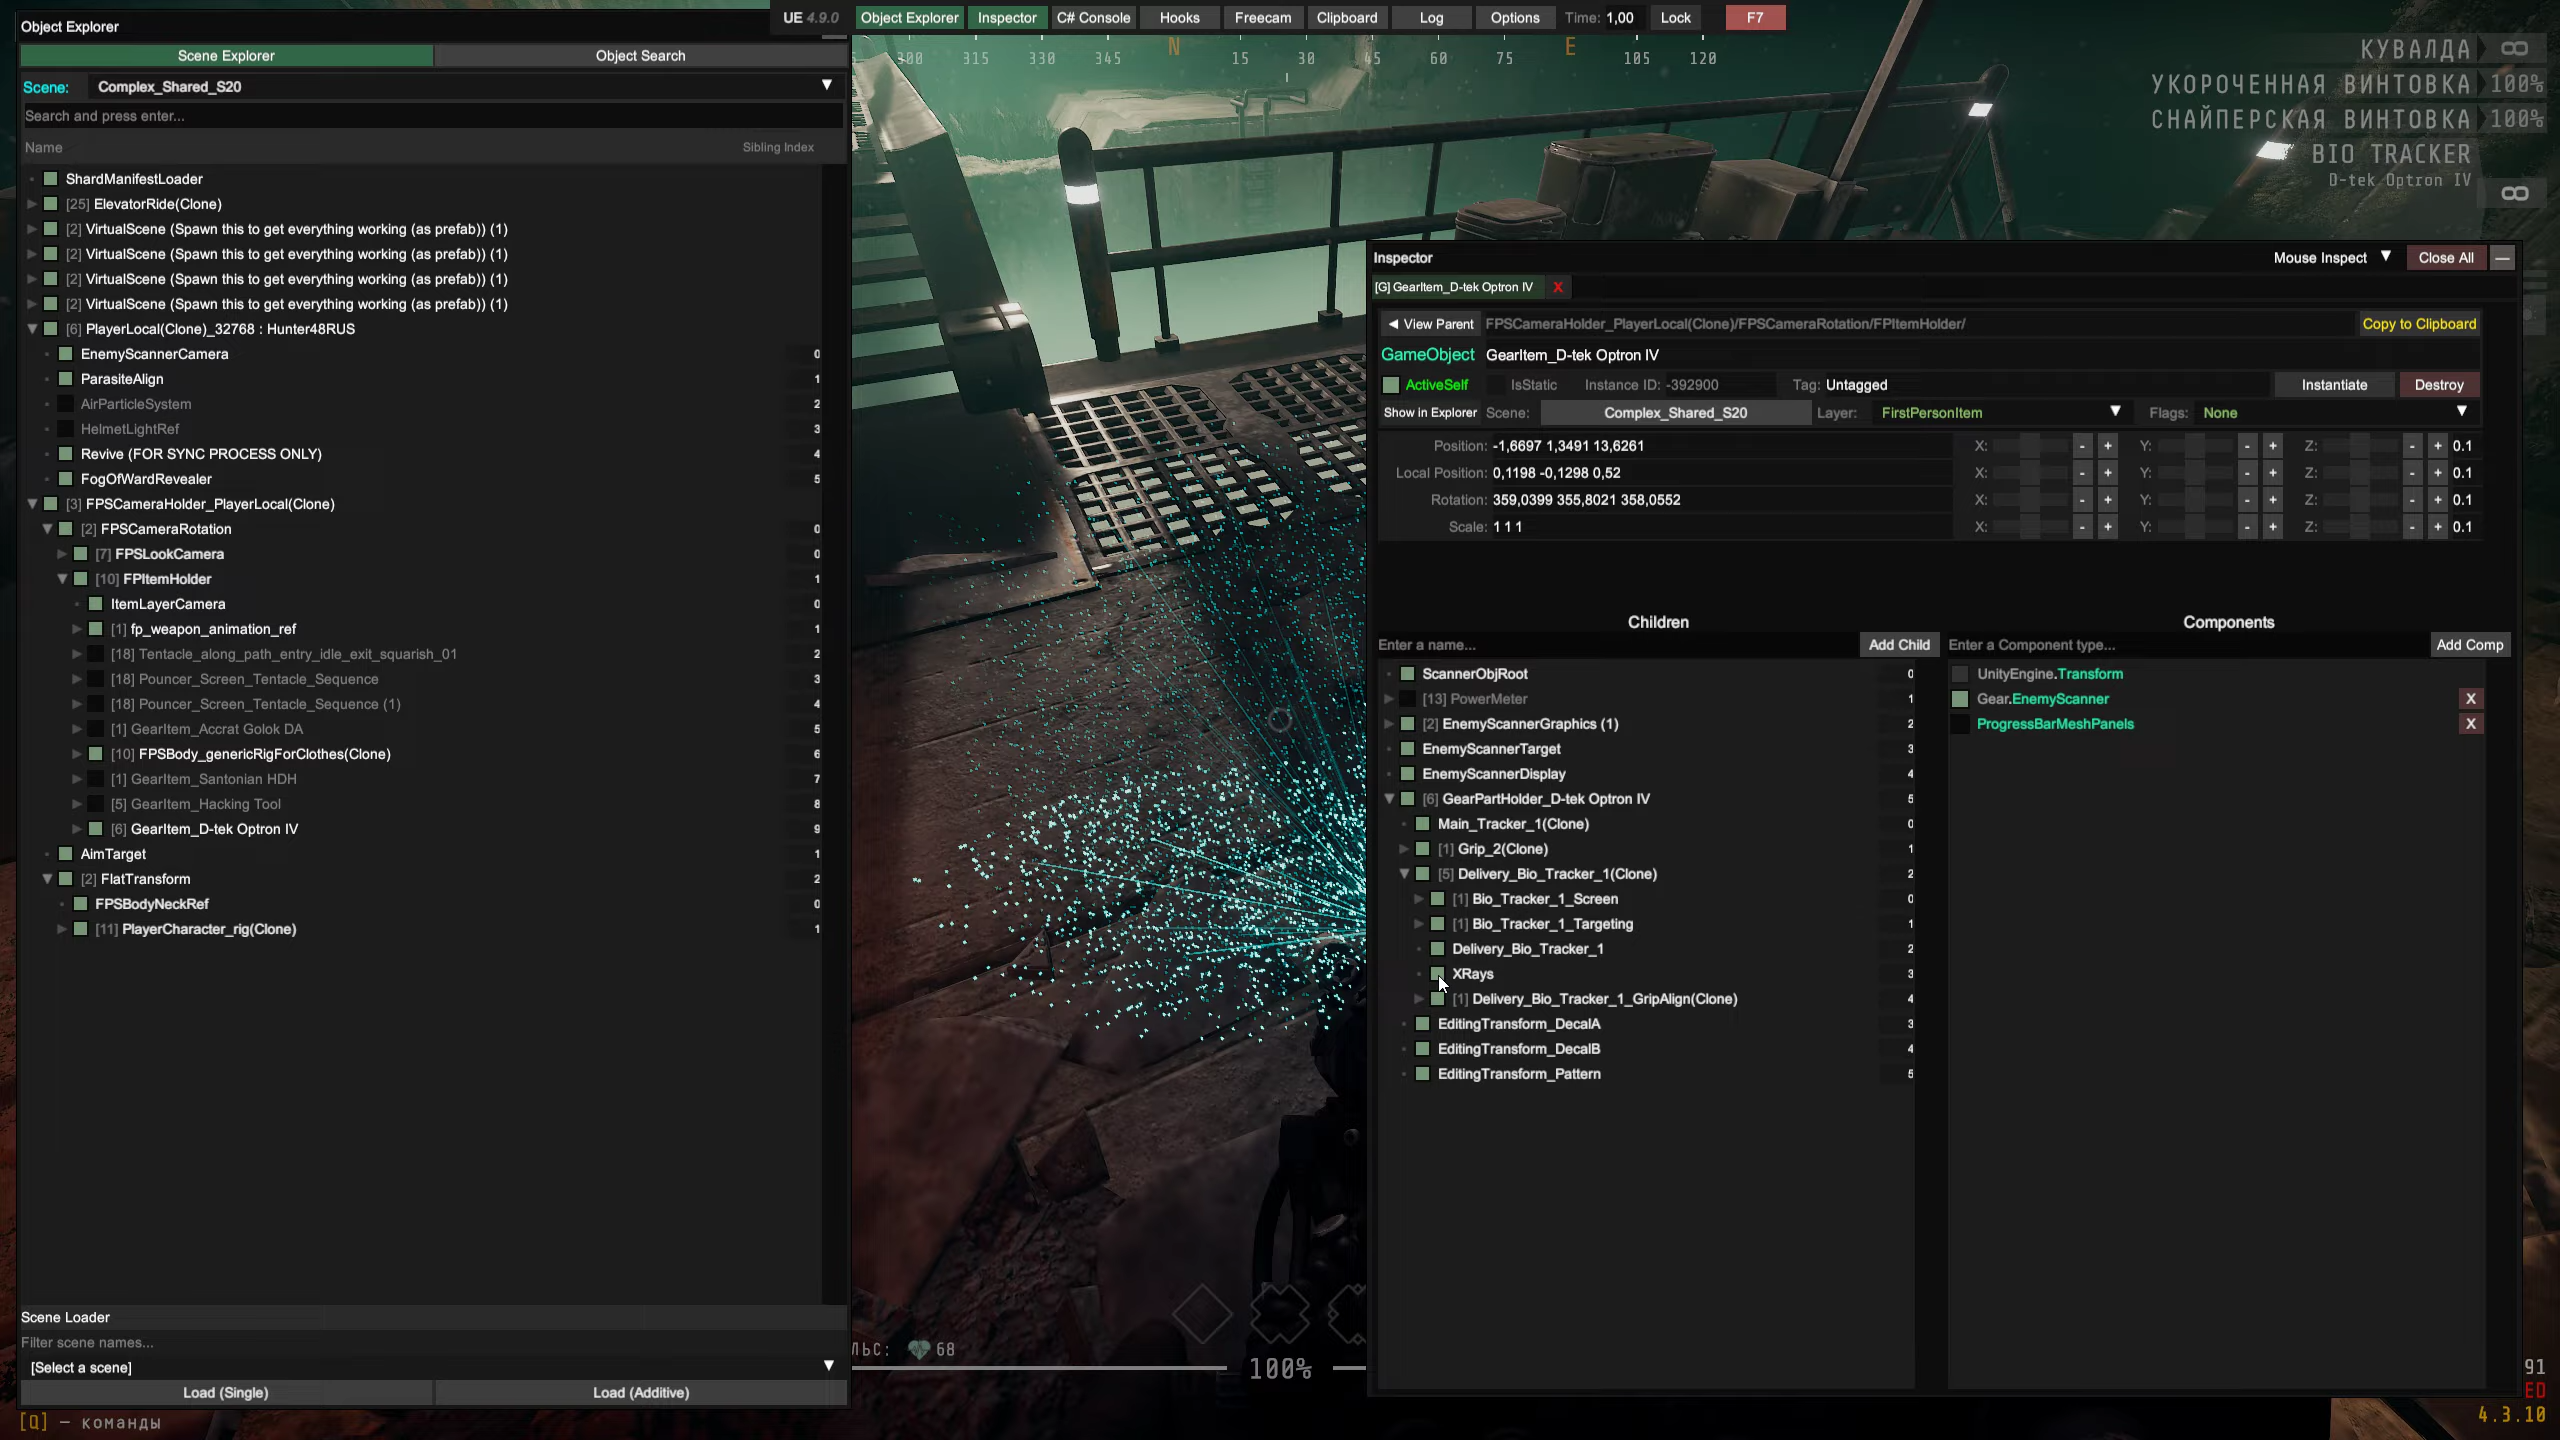 Object Explorer
UE 4.9.0
Object Explorer
Inspector
C# Console
Hooks
Freecam
Clipboard
Log
Options
Time: 1,00
Lock
F7
Scene Explorer
Object Search
300 315 330 345 N 15 30 45 E 60 75 105 120
Scene: Complex_Shared_S20
Search and press enter...
Name
Sibling Index
ShardManifestLoader
[25] ElevatorRide(Clone)
[2] VirtualScene (Spawn this to get everything working (as prefab)) (1)
[2] VirtualScene (Spawn this to get everything working (as prefab)) (1)
[2] VirtualScene (Spawn this to get everything working (as prefab)) (1)
[2] VirtualScene (Spawn this to get everything working (as prefab)) (1)
[6] PlayerLocal(Clone)_32768 : Hunter48RUS
EnemyScannerCamera 0
ParasiteAlign 1
AirParticleSystem 2
HelmetLightRef 3
Revive (FOR SYNC PROCESS ONLY) 4
FogOfWardRevealer 5
[3] FPSCameraHolder_PlayerLocal(Clone)
[2] FPSCameraRotation 0
[7] FPSLookCamera 0
[10] FPItemHolder 1
ItemLayerCamera 0
[1] fp_weapon_animation_ref 1
[18] Tentacle_along_path_entry_idle_exit_squarish_01 2
[18] Pouncer_Screen_Tentacle_Sequence 3
[18] Pouncer_Screen_Tentacle_Sequence (1) 4
[1] GearItem_Accrat Golok DA 5
[10] FPSBody_genericRigForClothes(Clone) 6
[1] GearItem_Santonian HDH 7
[5] GearItem_Hacking Tool 8
[6] GearItem_D-tek Optron IV 9
AimTarget 1
[2] FlatTransform 2
FPSBodyNeckRef 0
[11] PlayerCharacter_rig(Clone) 1
Scene Loader
Filter scene names...
[Select a scene]
Load (Single)
Load (Additive)
[Q] – команды
ЛЬС: 68
100%
КУВАЛДА ∞
УКОРОЧЕННАЯ ВИНТОВКА 100%
СНАЙПЕРСКАЯ ВИНТОВКА 100%
BIO TRACKER
D-tek Optron IV
∞
Inspector
Mouse Inspect
Close All
—
[G] GearItem_D-tek Optron IV X
◄ View Parent
FPSCameraHolder_PlayerLocal(Clone)/FPSCameraRotation/FPItemHolder/
Copy to Clipboard
GameObject GearItem_D-tek Optron IV
ActiveSelf IsStatic Instance ID: -392900 Tag: Untagged Instantiate Destroy
Show in Explorer Scene: Complex_Shared_S20 Layer: FirstPersonItem Flags: None
Position: -1,6697 1,3491 13,6261 X: - + Y: - + Z: - + 0.1
Local Position: 0,1198 -0,1298 0,52 X: - + Y: - + Z: - + 0.1
Rotation: 359,0399 355,8021 358,0552 X: - + Y: - + Z: - + 0.1
Scale: 1 1 1 X: - + Y: - + Z: - + 0.1
Children
Enter a name... Add Child
ScannerObjRoot 0
[13] PowerMeter 1
[2] EnemyScannerGraphics (1) 2
EnemyScannerTarget 3
EnemyScannerDisplay 4
[6] GearPartHolder_D-tek Optron IV 5
Main_Tracker_1(Clone) 0
[1] Grip_2(Clone) 1
[5] Delivery_Bio_Tracker_1(Clone) 2
[1] Bio_Tracker_1_Screen 0
[1] Bio_Tracker_1_Targeting 1
Delivery_Bio_Tracker_1 2
XRays 3
[1] Delivery_Bio_Tracker_1_GripAlign(Clone) 4
EditingTransform_DecalA 3
EditingTransform_DecalB 4
EditingTransform_Pattern 5
Components
Enter a Component type... Add Comp
UnityEngine.Transform
Gear.EnemyScanner X
ProgressBarMeshPanels X
91
ED
4.3.10